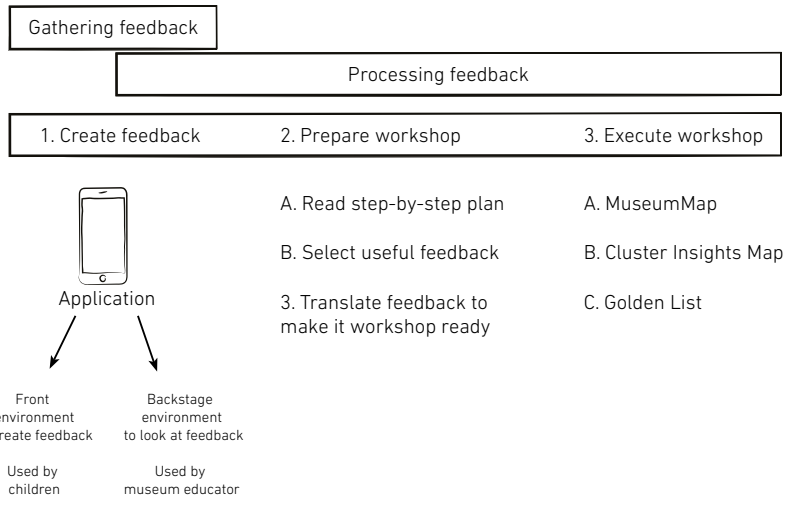 Gathering feedback
Processing feedback
1. Create feedback
2. Prepare workshop
3. Execute workshop
A. Read step-by-step plan
B. Select useful feedback
3. Translate feedback to
make it workshop ready
A. MuseumMap
B. Cluster Insights Map
C. Golden List
Application
Front
environment
create feedback
Used by
children
Backstage
environment
to look at feedback
Used by
museum educator